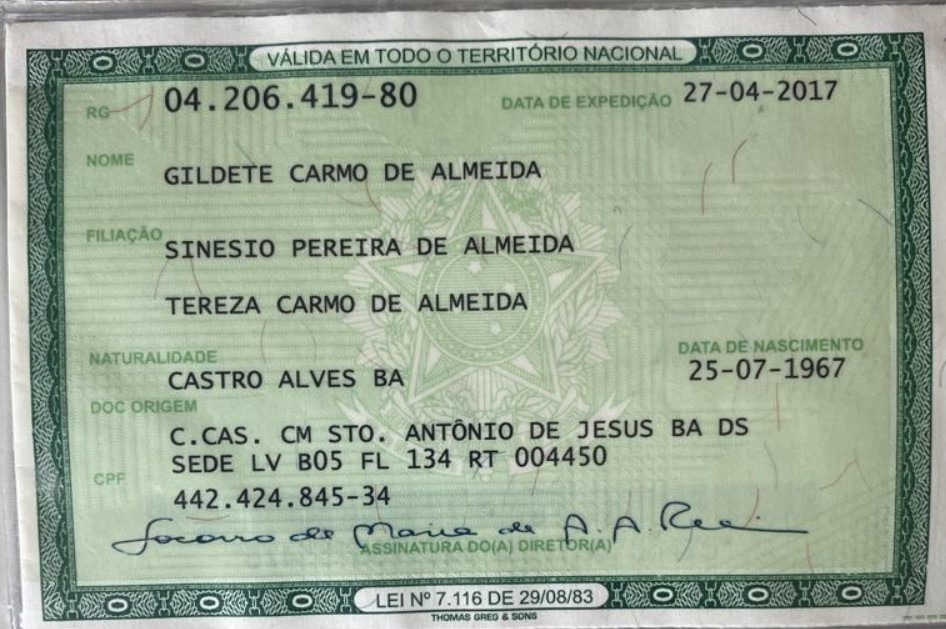 VÁLIDA EM TODO O TERRITÓRIO NACIONAL
RG 04.206.419-80 DATA DE EXPEDIÇÃO 27-04-2017
NOME GILDETE CARMO DE ALMEIDA
FILIAÇÃO SINESIO PEREIRA DE ALMEIDA
TEREZA CARMO DE ALMEIDA
NATURALIDADE DATA DE NASCIMENTO
CASTRO ALVES BA 25-07-1967
DOC ORIGEM
C.CAS. CM STO. ANTÔNIO DE JESUS BA DS
SEDE LV B05 FL 134 RT 004450
CPF
442.424.845-34
Socorro de Maria de A. A.
ASSINATURA DO(A) DIRETOR(A)
LEI Nº 7.116 DE 29/08/83
THOMAS GREG & SONS